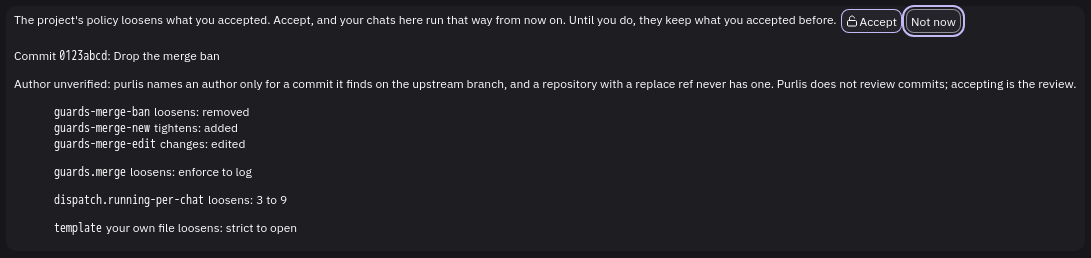 The project's policy loosens what you accepted. Accept, and your chats here run that way from now on. Until you do, they keep what you accepted before. Accept Not now
Commit 0123abcd: Drop the merge ban
Author unverified: purlis names an author only for a commit it finds on the upstream branch, and a repository with a replace ref never has one. Purlis does not review commits; accepting is the review.
guards-merge-ban loosens: removed
guards-merge-new tightens: added
guards-merge-edit changes: edited
guards.merge loosens: enforce to log
dispatch.running-per-chat loosens: 3 to 9
template your own file loosens: strict to open